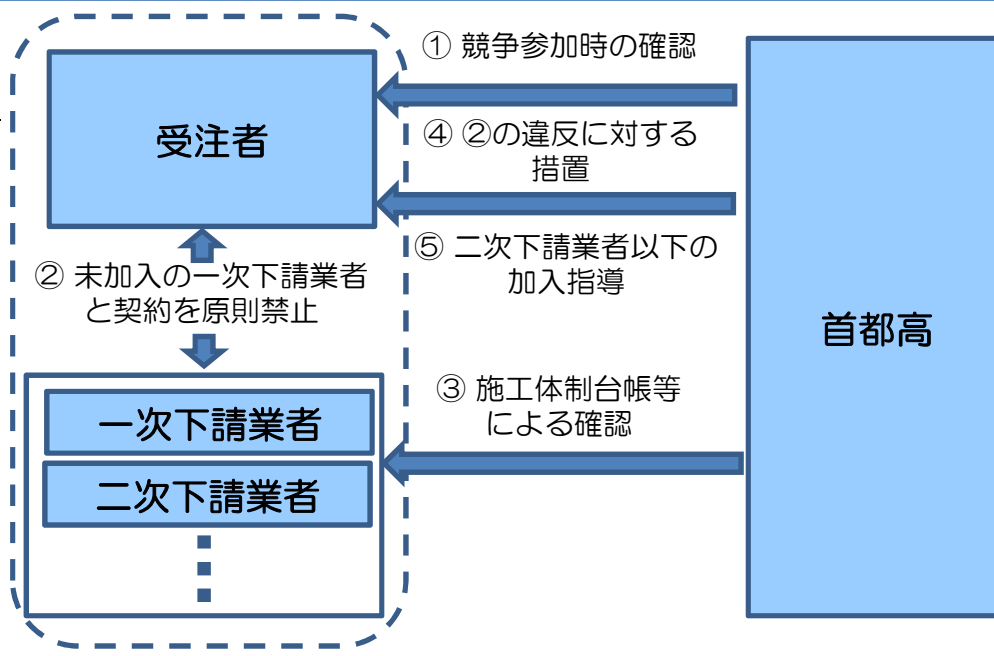 ① 競争参加時の確認
受注者
④ ②の違反に対する
措置
② 未加入の一次下請業者
と契約を原則禁止
⑤ 二次下請業者以下の
加入指導
首都高
③ 施工体制台帳等
による確認
一次下請業者
二次下請業者